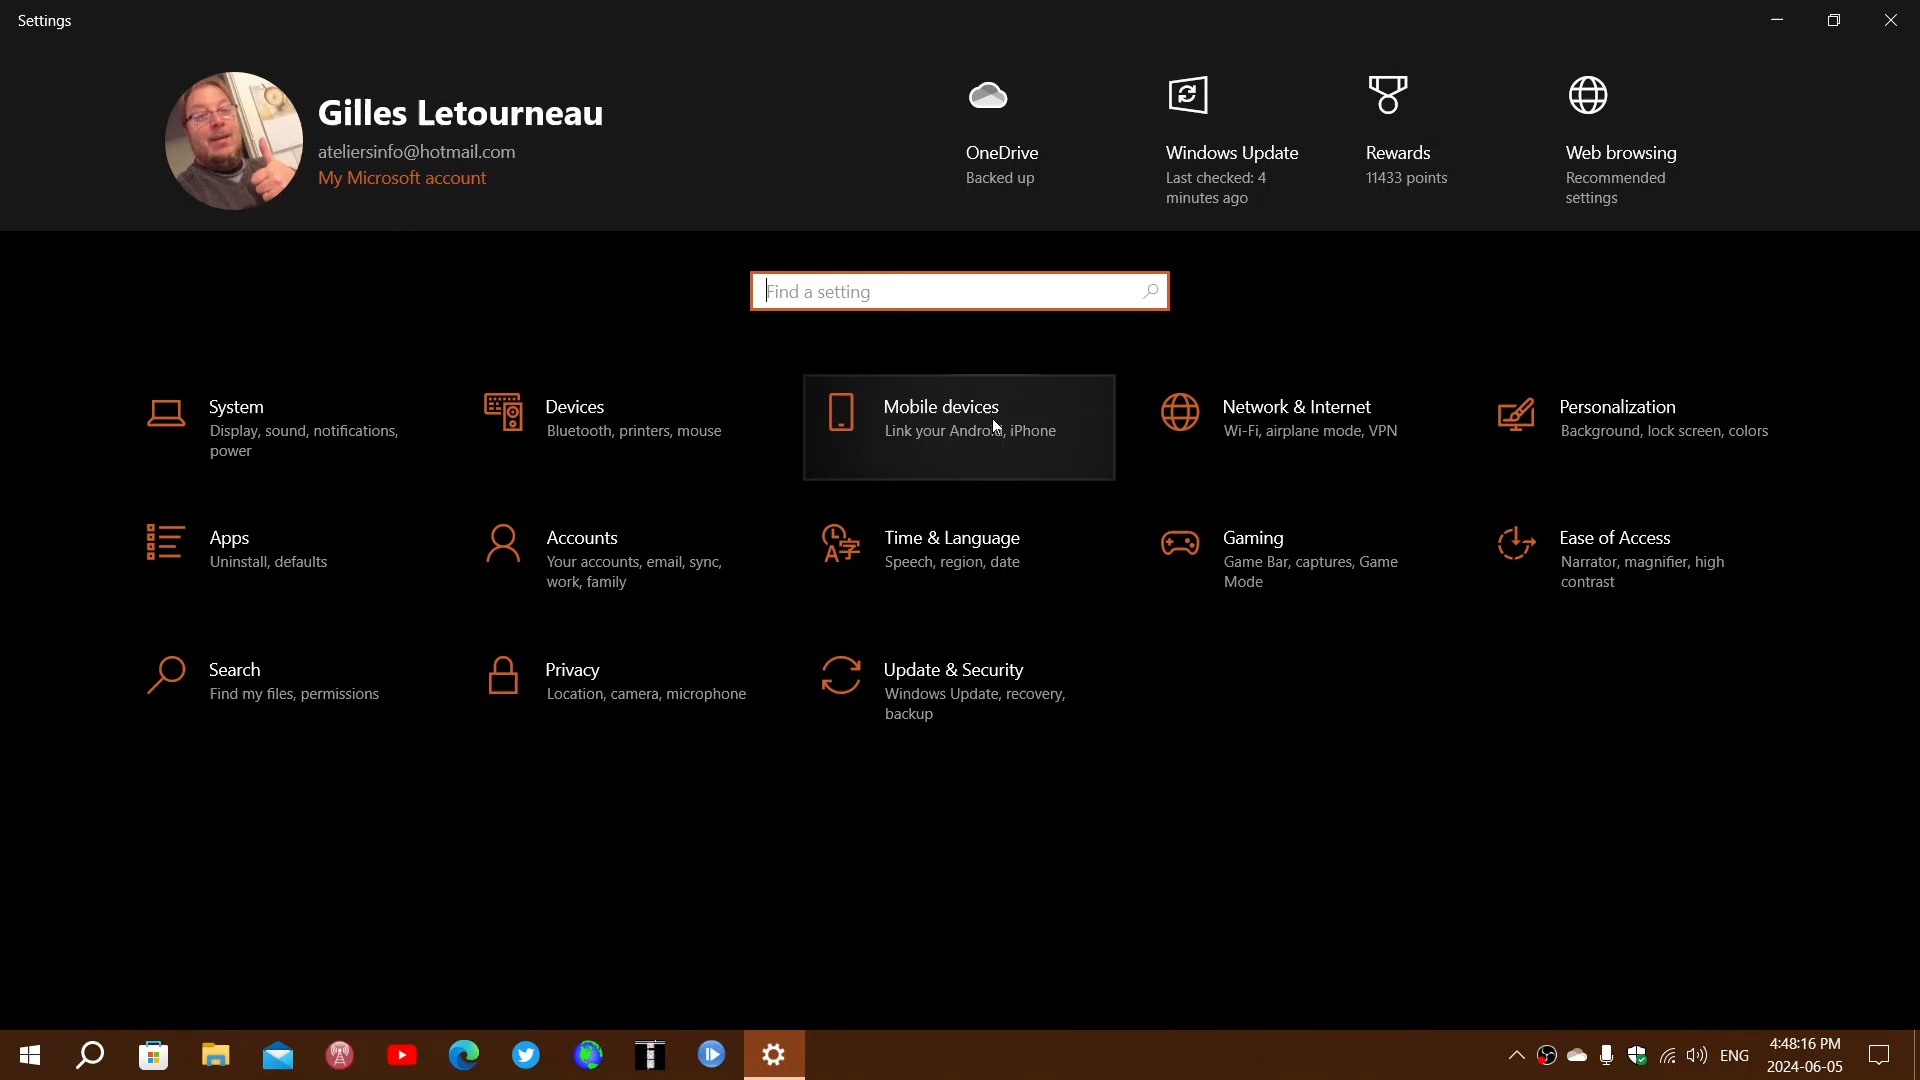 Settings
Gilles Letourneau
ateliersinfo@hotmail.com
My Microsoft account
OneDrive
Backed up
Windows Update
Last checked: 4
minutes ago
Rewards
11433 points
Web browsing
Recommended
settings
Find a setting
System
Display, sound, notifications,
power
Devices
Bluetooth, printers, mouse
Mobile devices
Link your Android, iPhone
Network & Internet
Wi-Fi, airplane mode, VPN
Personalization
Background, lock screen, colors
Apps
Uninstall, defaults
Accounts
Your accounts, email, sync,
work, family
Time & Language
Speech, region, date
Gaming
Game Bar, captures, Game
Mode
Ease of Access
Narrator, magnifier, high
contrast
Search
Find my files, permissions
Privacy
Location, camera, microphone
Update & Security
Windows Update, recovery,
backup
ENG
4:48:16 PM
2024-06-05